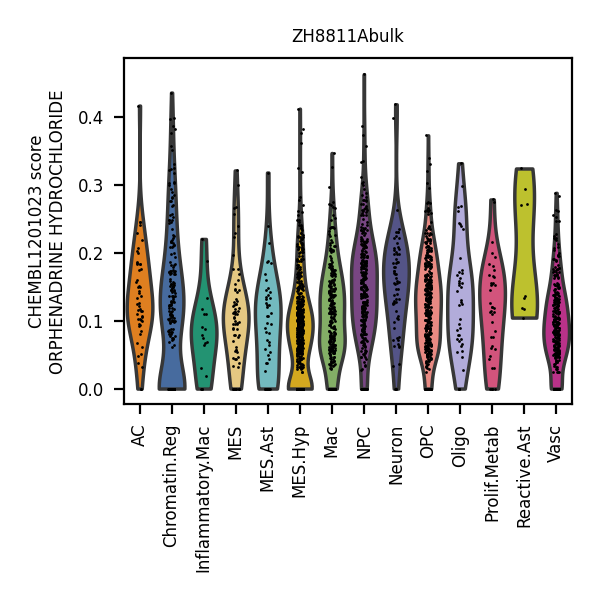 ZH8811Abulk
CHEMBL1201023 score
ORPHENADRINE HYDROCHLORIDE
0.4
0.3
0.2
0.1
0.0
AC
Chromatin.Reg
Inflammatory.Mac
MES
MES.Ast
MES.Hyp
Mac
NPC
Neuron
OPC
Oligo
Prolif.Metab
Reactive.Ast
Vasc